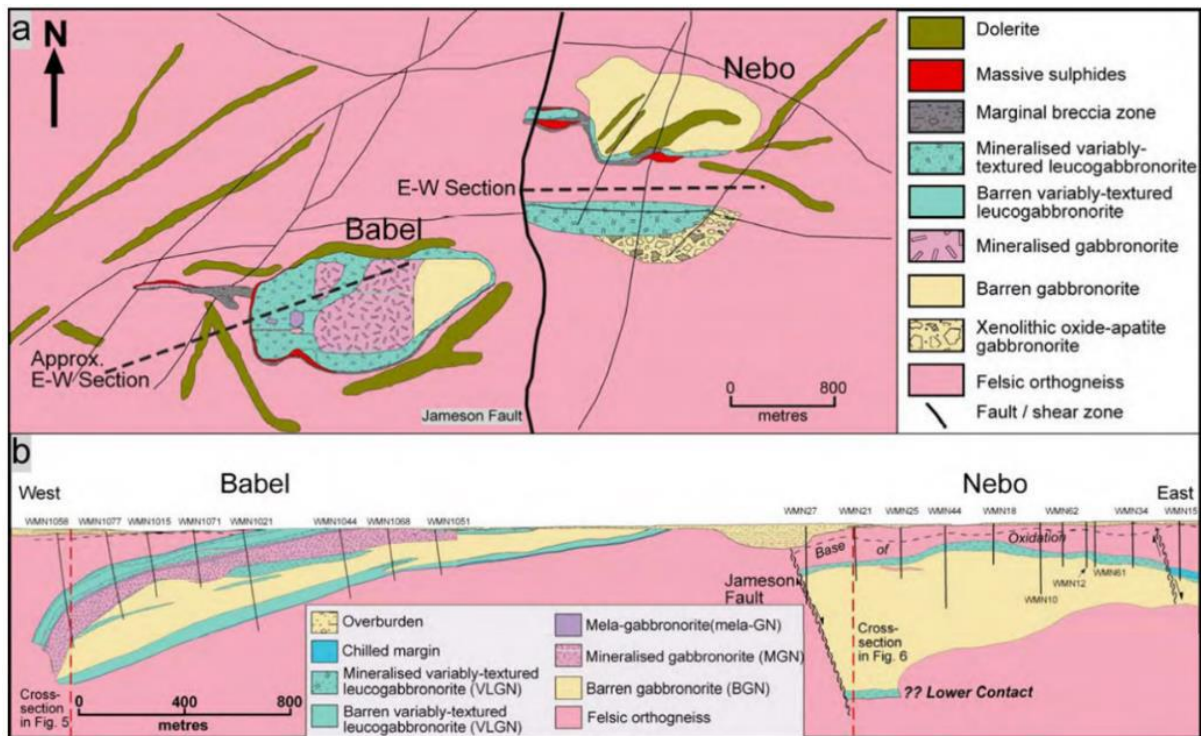 a
N
Nebo
E-W Section
Babel
Approx.
E-W Section
Jameson Fault
0 800
metres
Dolerite
Massive sulphides
Marginal breccia zone
Mineralised variably-
textured leucogabbronorite
Barren variably-textured
leucogabbronorite
Mineralised gabbronorite
Barren gabbronorite
Xenolithic oxide-apatite
gabbronorite
Felsic orthogneiss
Fault / shear zone
b
West
Babel
Nebo
East
WMN1058 WMN1077 WMN1015 WMN1071 WMN1021 WMN1044 WMN1068 WMN1051
WMN27 WMN21 WMN25 WMN44 WMN18 WMN62 WMN34 WMN15
Base of Oxidation
WMN12 WMN61
WMN10
Jameson
Fault
Cross-
section
in Fig. 6
?? Lower Contact
Cross-
section
in Fig. 5
0 400
metres
Overburden
Chilled margin
Mineralised variably-textured
leucogabbronorite (VLGN)
Barren variably-textured
leucogabbronorite (VLGN)
Mela-gabbronorite(mela-GN)
Mineralised gabbronorite (MGN)
Barren gabbronorite (BGN)
Felsic orthogneiss